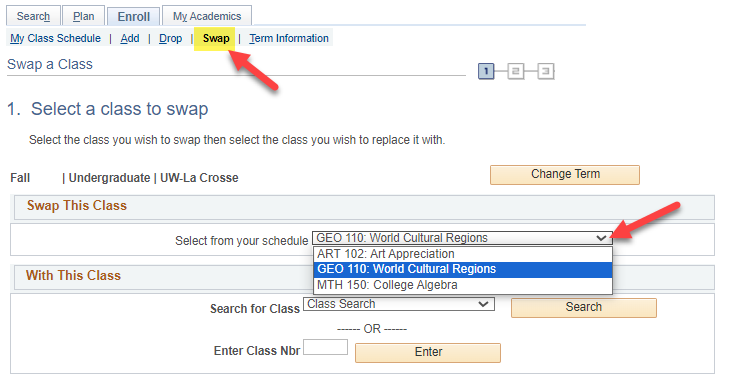 Search Plan Enroll My Academics
My Class Schedule | Add | Drop | Swap | Term Information
Swap a Class
1 2 3
1. Select a class to swap
Select the class you wish to swap then select the class you wish to replace it with.
Fall | Undergraduate | UW-La Crosse Change Term
Swap This Class
Select from your schedule GEO 110: World Cultural Regions
ART 102: Art Appreciation
GEO 110: World Cultural Regions
MTH 150: College Algebra
With This Class
Search for Class Class Search Search
------ OR ------
Enter Class Nbr Enter